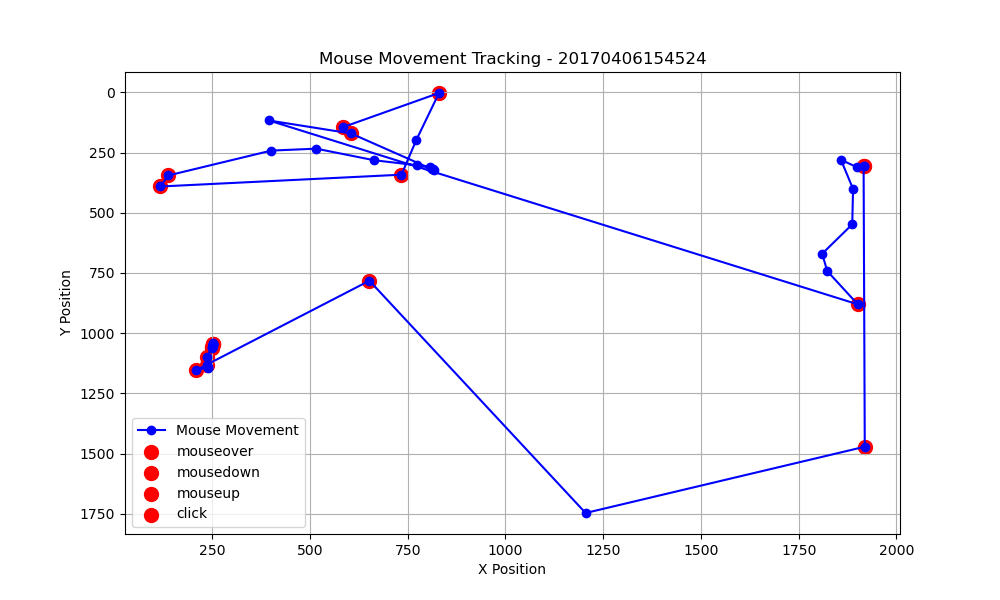 Mouse Movement Tracking - 20170406154524
0
250
500
750
1000
1250
1500
1750
Y Position
Mouse Movement
mouseover
mousedown
mouseup
click
250
500
750
1000
1250
1500
1750
2000
X Position